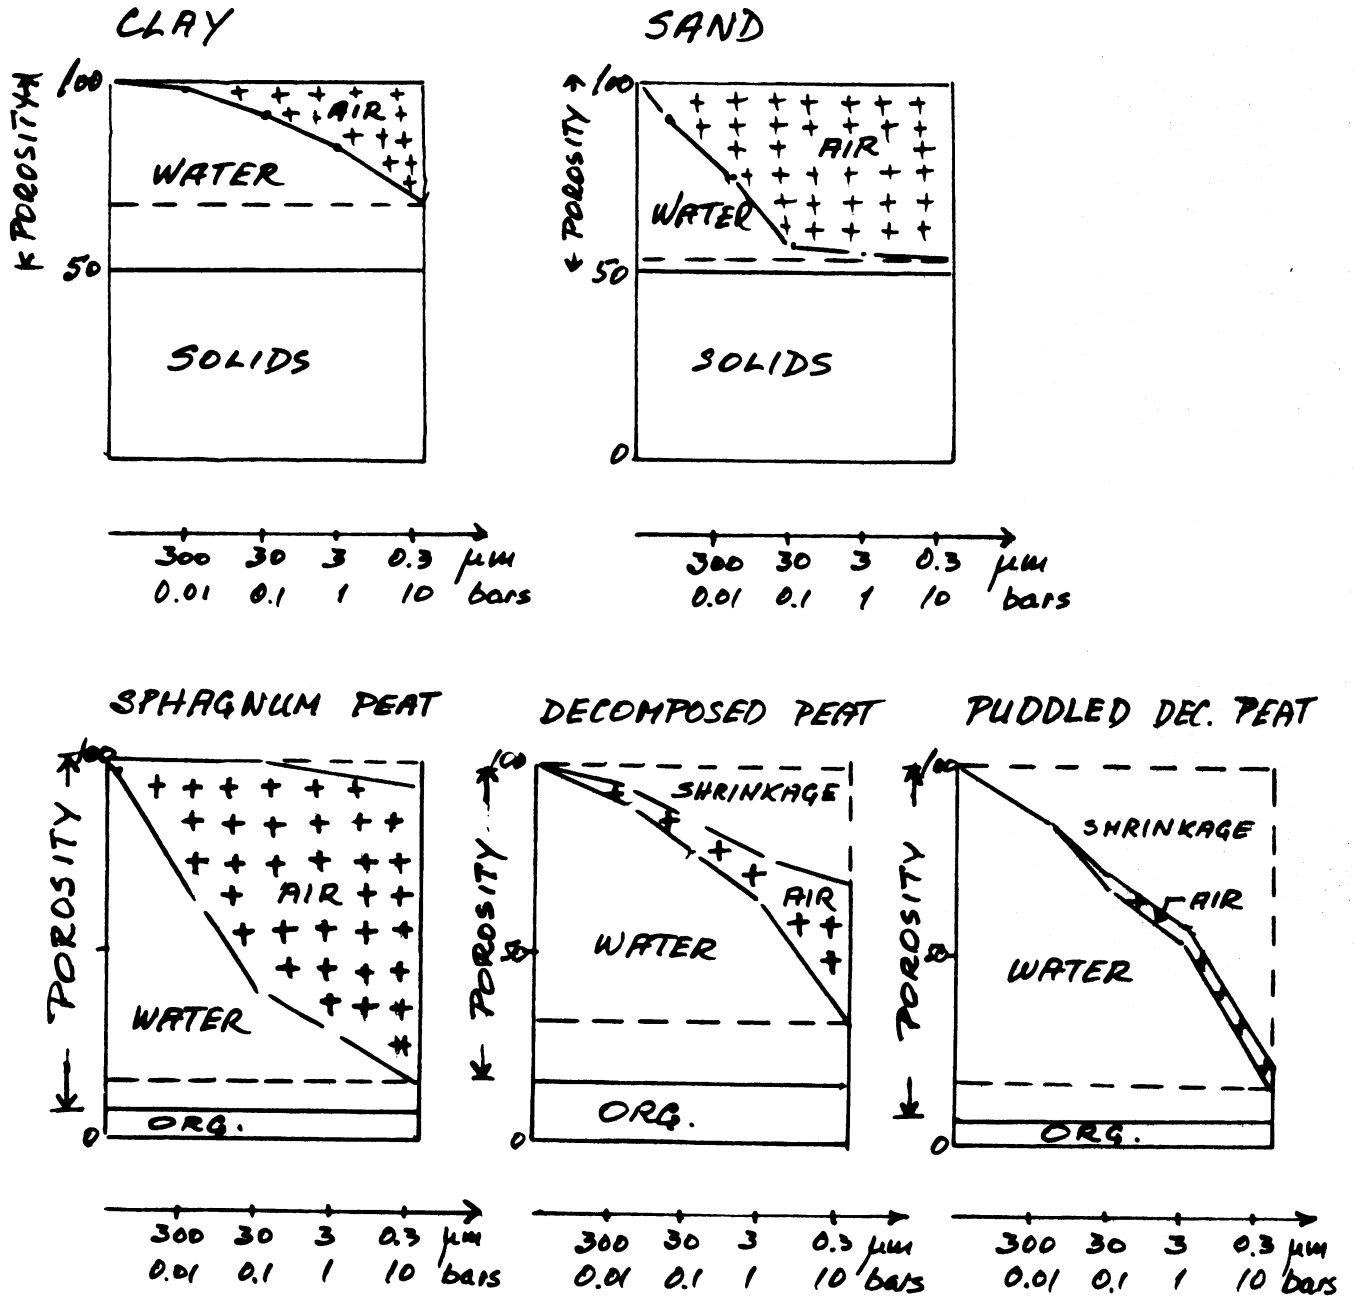 CLAY
SAND
POROSITY
100
AIR
WATER
50
SOLIDS
POROSITY
100
AIR
WATER
50
SOLIDS
0
300 30 3 0.3 μm
0.01 0.1 1 10 bars
300 30 3 0.3 μm
0.01 0.1 1 10 bars
SPHAGNUM PEAT
DECOMPOSED PEAT
PUDDLED DEC. PEAT
POROSITY
100
AIR
WATER
ORG.
0
POROSITY
100
SHRINKAGE
AIR
50
WATER
ORG.
0
POROSITY
100
SHRINKAGE
AIR
50
WATER
ORG.
0
300 30 3 0.3 μm
0.01 0.1 1 10 bars
300 30 3 0.3 μm
0.01 0.1 1 10 bars
300 30 3 0.3 μm
0.01 0.1 1 10 bars